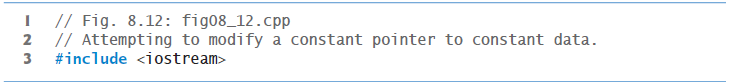 1 // Fig. 8.12: fig08_12.cpp
2 // Attempting to modify a constant pointer to constant data.
3 #include <iostream>